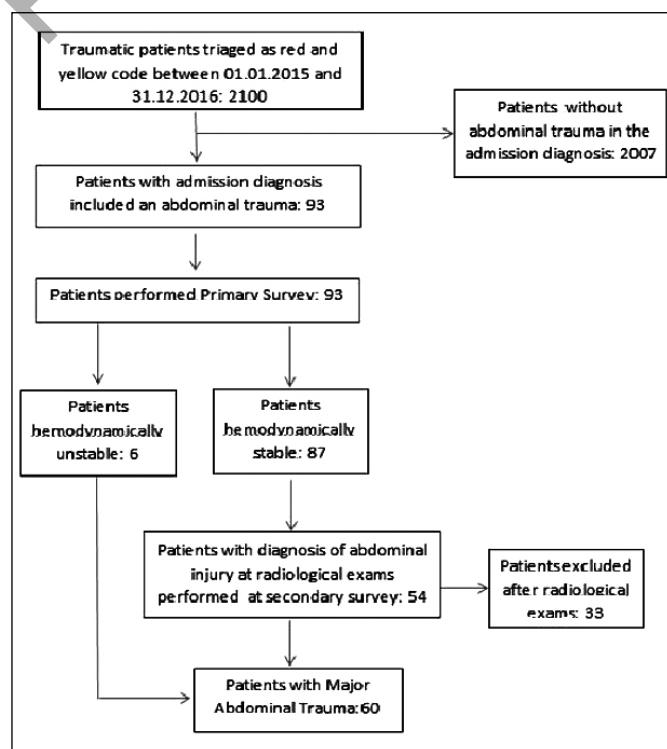 Traumatic patients triaged as red and
yellow code between 01.01.2015 and
31.12.2016: 2100
Patients without
abdominal trauma in the
admission diagnosis: 2007
Patients with admission diagnosis
included an abdominal trauma: 93
Patients performed Primary Survey: 93
Patients
hemodynamically
unstable: 6
Patients
hemodynamically
stable: 87
Patients with diagnosis of abdominal
injury at radiological exams
performed at secondary survey: 54
Patients excluded
after radiological
exams: 33
Patients with Major
Abdominal Trauma:60